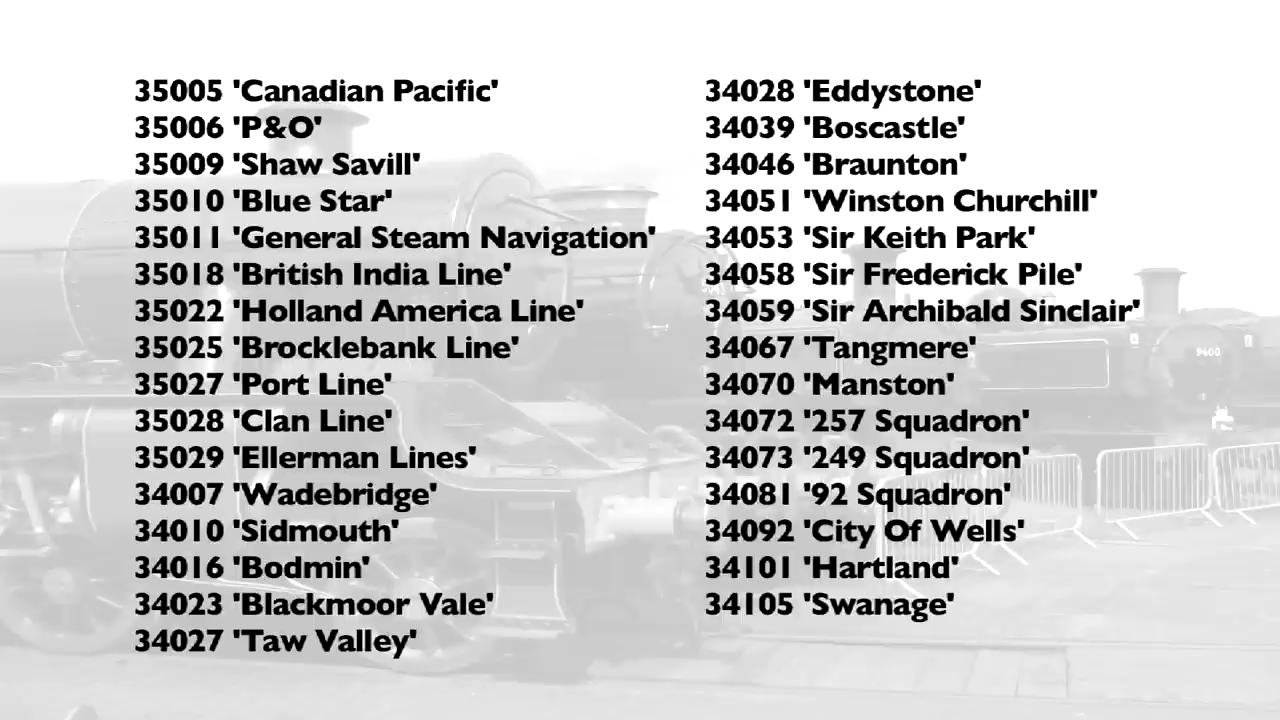 35005 'Canadian Pacific'
35006 'P&O'
35009 'Shaw Savill'
35010 'Blue Star'
35011 'General Steam Navigation'
35018 'British India Line'
35022 'Holland America Line'
35025 'Brocklebank Line'
35027 'Port Line'
35028 'Clan Line'
35029 'Ellerman Lines'
34007 'Wadebridge'
34010 'Sidmouth'
34016 'Bodmin'
34023 'Blackmoor Vale'
34027 'Taw Valley'
34028 'Eddystone'
34039 'Boscastle'
34046 'Braunton'
34051 'Winston Churchill'
34053 'Sir Keith Park'
34058 'Sir Frederick Pile'
34059 'Sir Archibald Sinclair'
34067 'Tangmere'
34070 'Manston'
34072 '257 Squadron'
34073 '249 Squadron'
34081 '92 Squadron'
34092 'City Of Wells'
34101 'Hartland'
34105 'Swanage'
9600